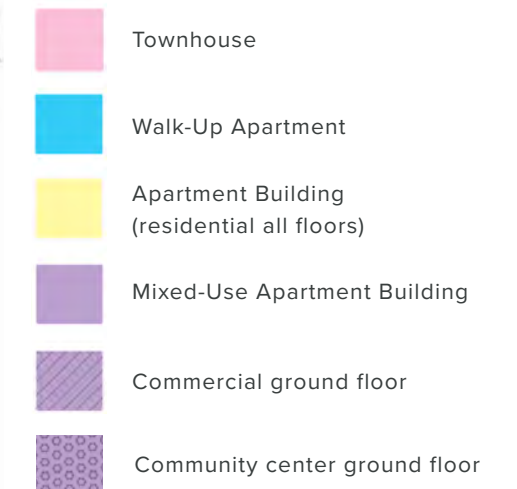 Townhouse
Walk-Up Apartment
Apartment Building
(residential all floors)
Mixed-Use Apartment Building
Commercial ground floor
Community center ground floor